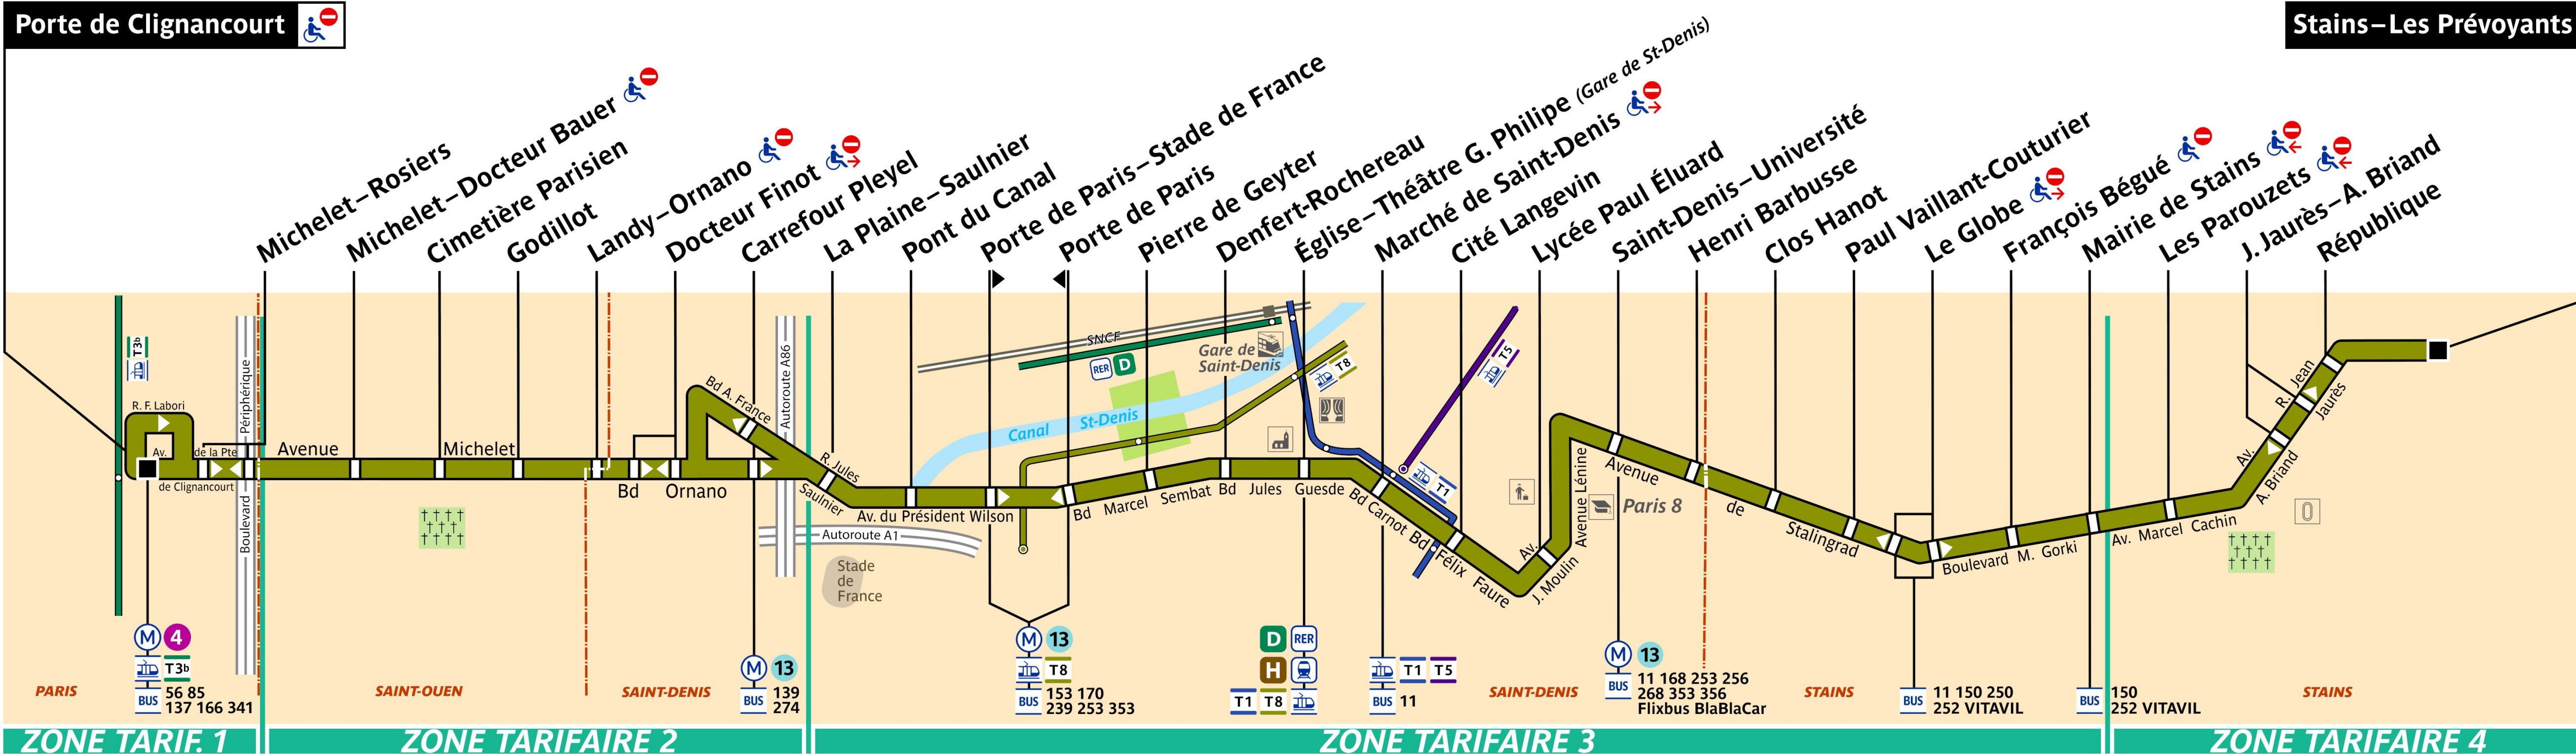 Porte de Clignancourt
Stains–Les Prévoyants
Michelet–Rosiers
Michelet–Docteur Bauer
Cimetière Parisien
Godillot
Landy–Ornano
Docteur Finot
Carrefour Pleyel
La Plaine–Saulnier
Pont du Canal
Porte de Paris–Stade de France
Porte de Paris
Pierre de Geyter
Denfert-Rochereau
Église–Théâtre G. Philipe (Gare de St-Denis)
Marché de Saint-Denis
Cité Langevin
Lycée Paul Éluard
Saint-Denis–Université
Henri Barbusse
Clos Hanot
Paul Vaillant-Couturier
Le Globe
François Bégué
Mairie de Stains
Les Parouzets
J. Jaurès–A. Briand
République
T3b
R. F. Labori
Av. de la Pte
de Clignancourt
Boulevard Périphérique
Avenue Michelet
Bd Ornano
Bd A. France
Autoroute A86
R. Jules
Saulnier
Autoroute A1
Stade
de
France
Av. du Président Wilson
Canal St-Denis
SNCF
RER D
Gare de
Saint-Denis
T8
Bd Marcel Sembat
Bd Jules Guesde
Bd Carnot
T5
T1
Bd Félix Faure
Av.
J. Moulin
Avenue Lénine
Paris 8
Avenue de Stalingrad
Boulevard M. Gorki
Av. Marcel Cachin
Av.
A. Briand
R. Jean
Jaurès
M 4
T3b
BUS 56 85
137 166 341
M 13
BUS 139
274
M 13
T8
BUS 153 170
239 253 353
D RER
H
T1 T8
T1 T5
BUS 11
M 13
BUS 11 168 253 256
268 353 356
Flixbus BlaBlaCar
BUS 11 150 250
252 VITAVIL
BUS 150
252 VITAVIL
PARIS
SAINT-OUEN
SAINT-DENIS
SAINT-DENIS
STAINS
STAINS
ZONE TARIF. 1
ZONE TARIFAIRE 2
ZONE TARIFAIRE 3
ZONE TARIFAIRE 4